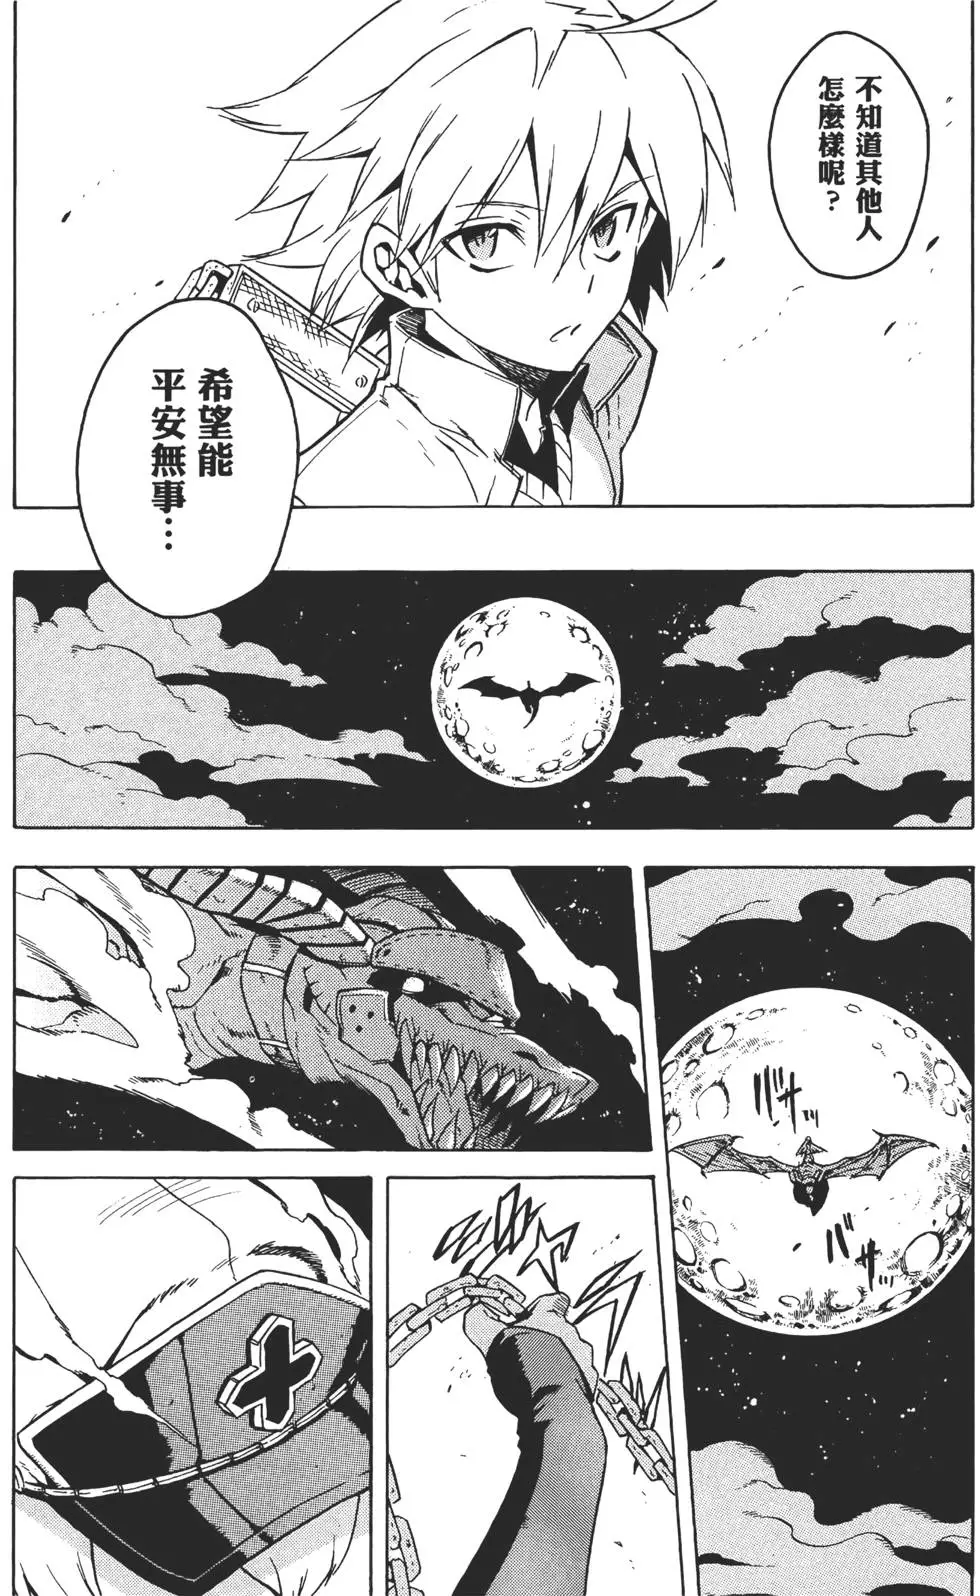 不知道其他人
怎麼樣呢？
希望能
平安無事…
バサッ
バサッ